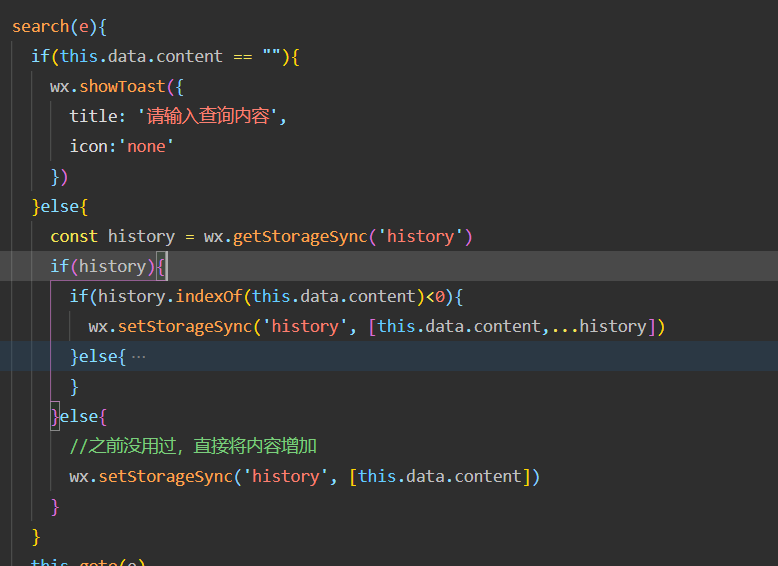 search(e){
if(this.data.content == ""){
wx.showToast({
title: '请输入查询内容',
icon:'none'
})
}else{
const history = wx.getStorageSync('history')
if(history){
if(history.indexOf(this.data.content)<0){
wx.setStorageSync('history', [this.data.content,...history])
}else{ ···
}
}else{
//之前没用过，直接将内容增加
wx.setStorageSync('history', [this.data.content])
}
}
this.goto(e)